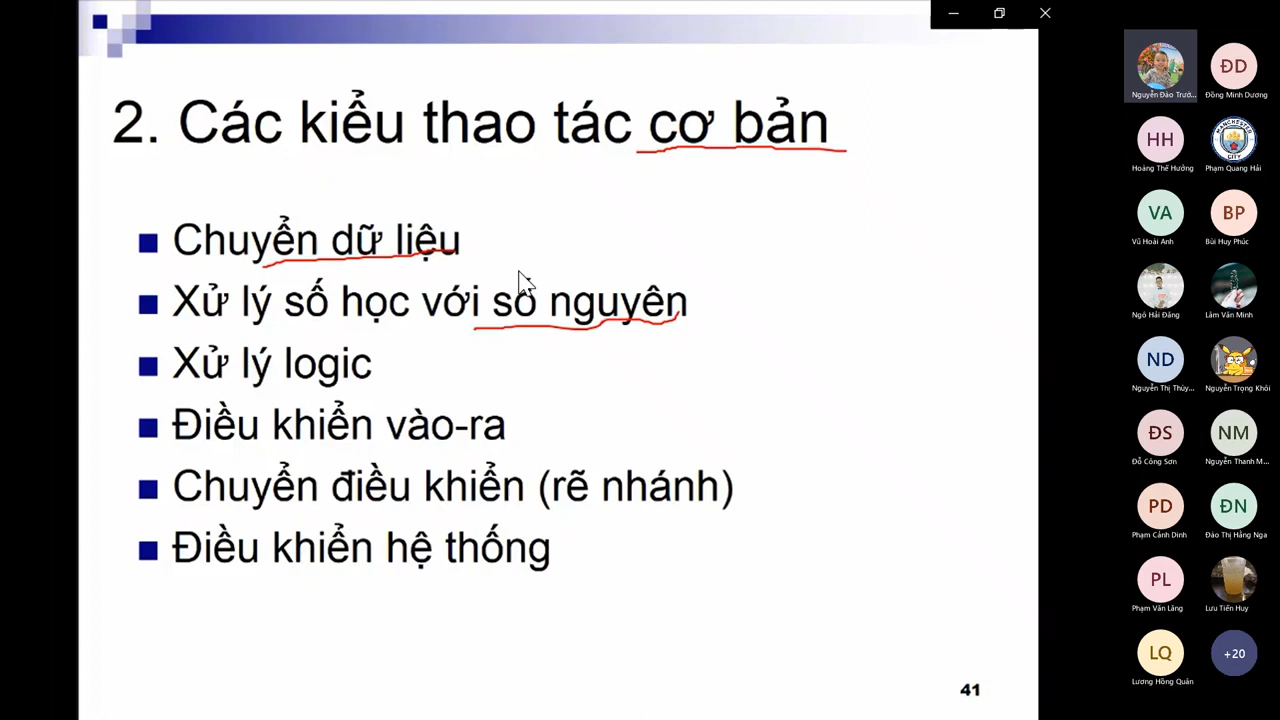 2. Các kiểu thao tác cơ bản
Chuyển dữ liệu
Xử lý số học với số nguyên
Xử lý logic
Điều khiển vào-ra
Chuyển điều khiển (rẽ nhánh)
Điều khiển hệ thống
41
Nguyễn Đào Trườ...
ĐD
Đồng Minh Dương
HH
Hoàng Thế Hưởng
MANCHESTER
CITY
Phạm Quang Hải
VA
Vũ Hoài Anh
BP
Bùi Huy Phúc
Ngô Hải Đăng
Lâm Văn Minh
ND
Nguyễn Thị Thùy...
Nguyễn Trọng Khôi
ĐS
Đỗ Công Sơn
NM
Nguyễn Thanh M...
PD
Phạm Cảnh Dinh
ĐN
Đào Thị Hằng Nga
PL
Phạm Văn Lăng
Lưu Tiến Huy
LQ
Lương Hồng Quân
+20